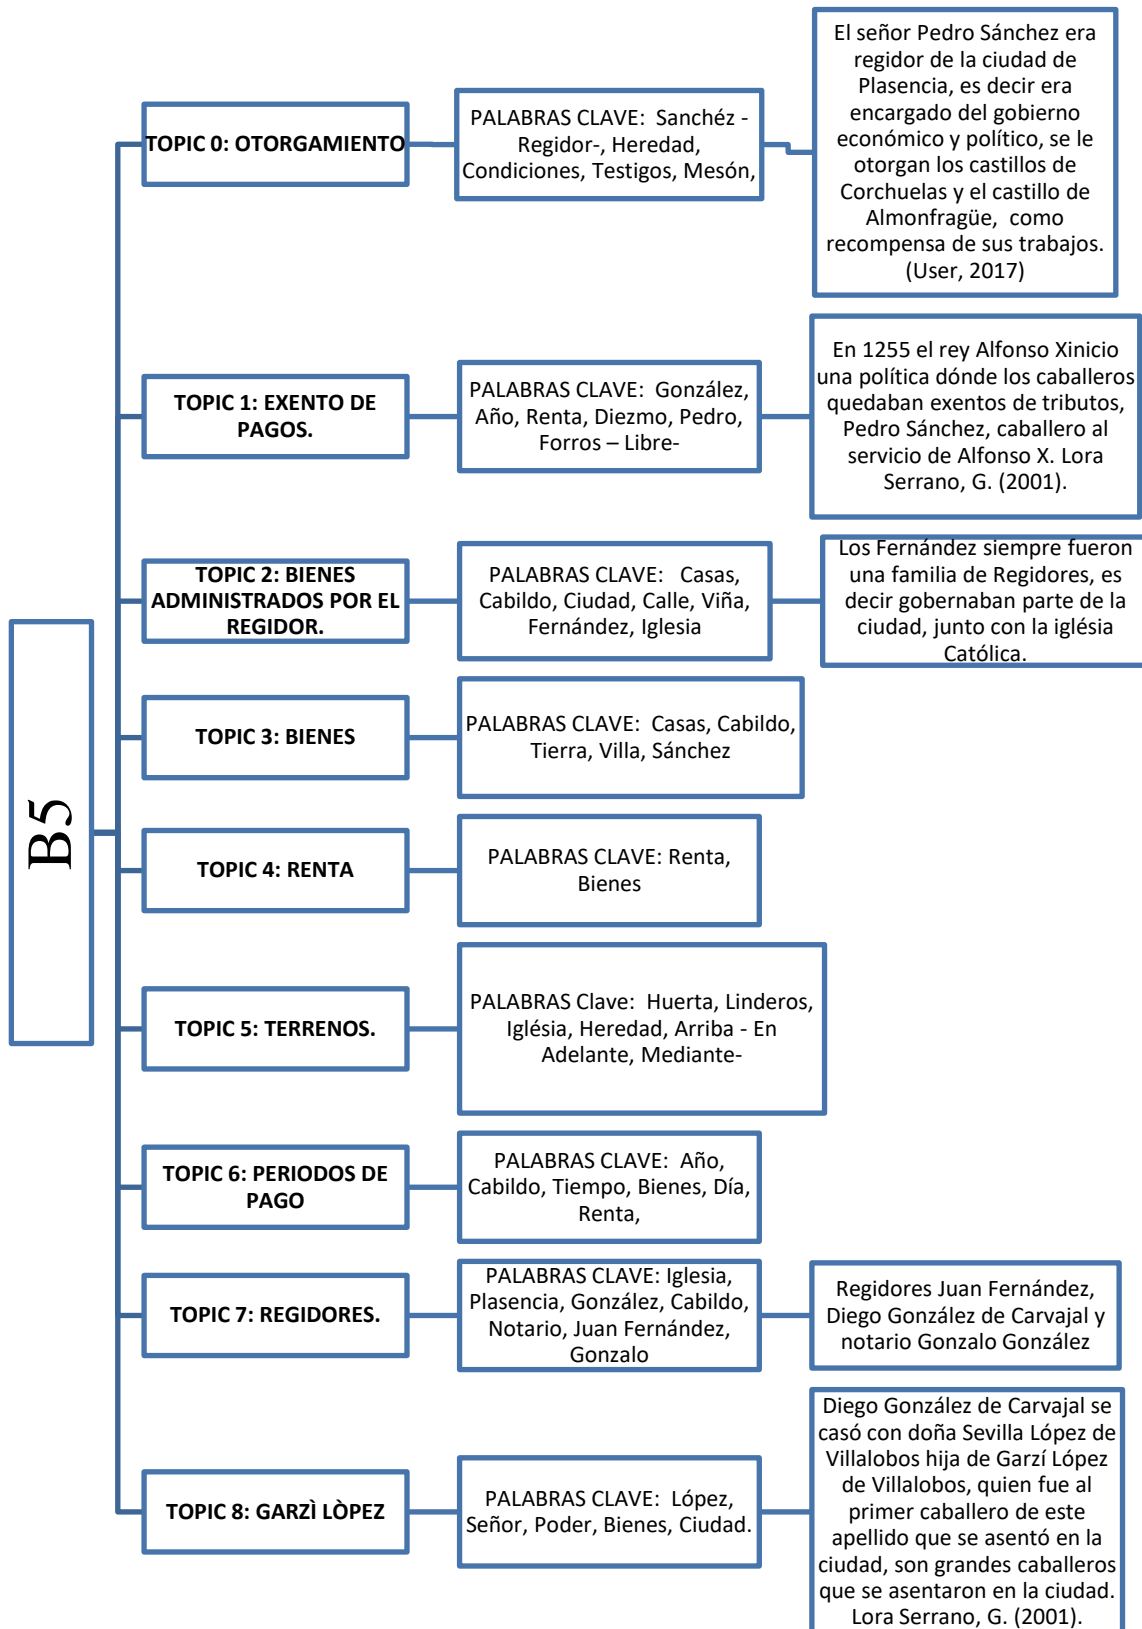 B5
TOPIC 0: OTORGAMIENTO
PALABRAS CLAVE:  Sanchéz -
Regidor-, Heredad,
Condiciones, Testigos, Mesón,
El señor Pedro Sánchez era
regidor de la ciudad de
Plasencia, es decir era
encargado del gobierno
económico y político, se le
otorgan los castillos de
Corchuelas y el castillo de
Almonfragüe,  como
recompensa de sus trabajos.
(User, 2017)
TOPIC 1: EXENTO DE
PAGOS.
PALABRAS CLAVE:  González,
Año, Renta, Diezmo, Pedro,
Forros – Libre-
En 1255 el rey Alfonso Xinicio
una política dónde los caballeros
quedaban exentos de tributos,
Pedro Sánchez, caballero al
servicio de Alfonso X. Lora
Serrano, G. (2001).
TOPIC 2: BIENES
ADMINISTRADOS POR EL
REGIDOR.
PALABRAS CLAVE:   Casas,
Cabildo, Ciudad, Calle, Viña,
Fernández, Iglesia
Los Fernández siempre fueron
una familia de Regidores, es
decir gobernaban parte de la
ciudad, junto con la iglésia
Católica.
TOPIC 3: BIENES
PALABRAS CLAVE:  Casas, Cabildo,
Tierra, Villa, Sánchez
TOPIC 4: RENTA
PALABRAS CLAVE: Renta,
Bienes
TOPIC 5: TERRENOS.
PALABRAS Clave:  Huerta, Linderos,
Iglésia, Heredad, Arriba - En
Adelante, Mediante-
TOPIC 6: PERIODOS DE
PAGO
PALABRAS CLAVE:  Año,
Cabildo, Tiempo, Bienes, Día,
Renta,
TOPIC 7: REGIDORES.
PALABRAS CLAVE: Iglesia,
Plasencia, González, Cabildo,
Notario, Juan Fernández,
Gonzalo
Regidores Juan Fernández,
Diego González de Carvajal y
notario Gonzalo González
TOPIC 8: GARZÌ LÒPEZ
PALABRAS CLAVE:  López,
Señor, Poder, Bienes, Ciudad.
Diego González de Carvajal se
casó con doña Sevilla López de
Villalobos hija de Garzí López
de Villalobos, quien fue al
primer caballero de este
apellido que se asentó en la
ciudad, son grandes caballeros
que se asentaron en la ciudad.
Lora Serrano, G. (2001).